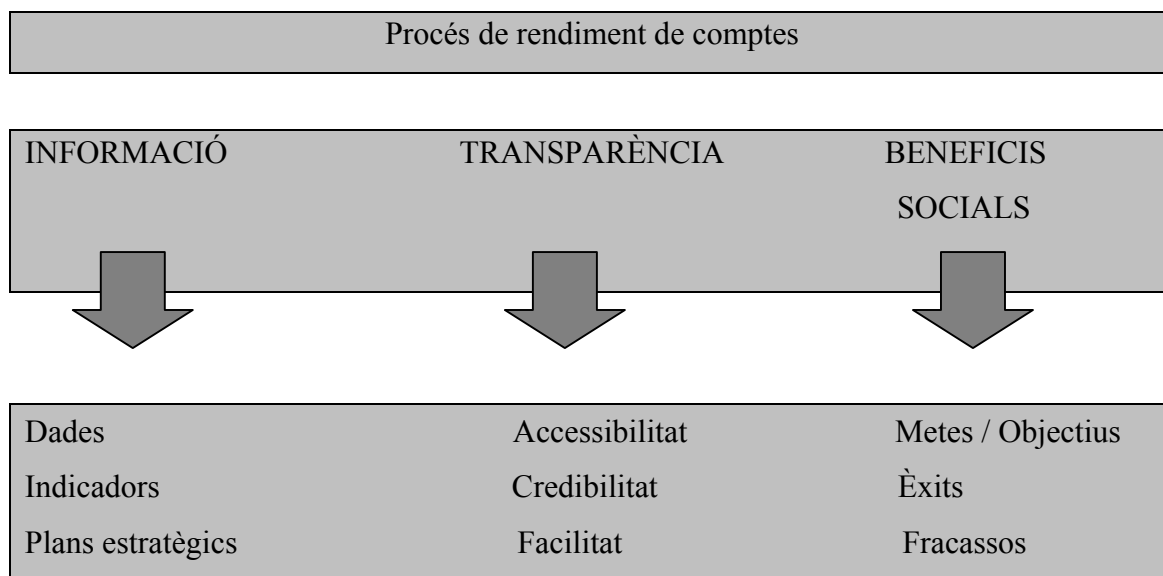 Procés de rendiment de comptes
INFORMACIÓ TRANSPARÈNCIA BENEFICIS
SOCIALS
Dades Accessibilitat Metes / Objectius
Indicadors Credibilitat Èxits
Plans estratègics Facilitat Fracassos